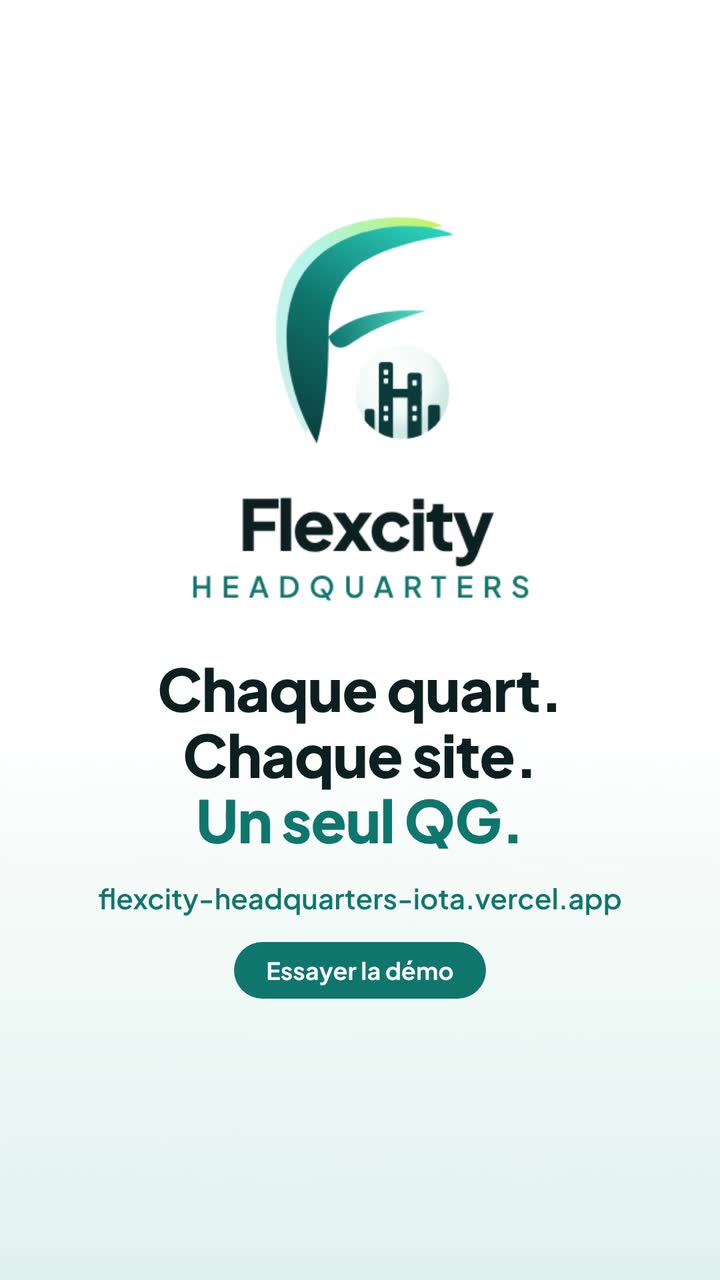 Flexcity
HEADQUARTERS
Chaque quart.
Chaque site.
Un seul QG.
flexcity-headquarters-iota.vercel.app
Essayer la démo